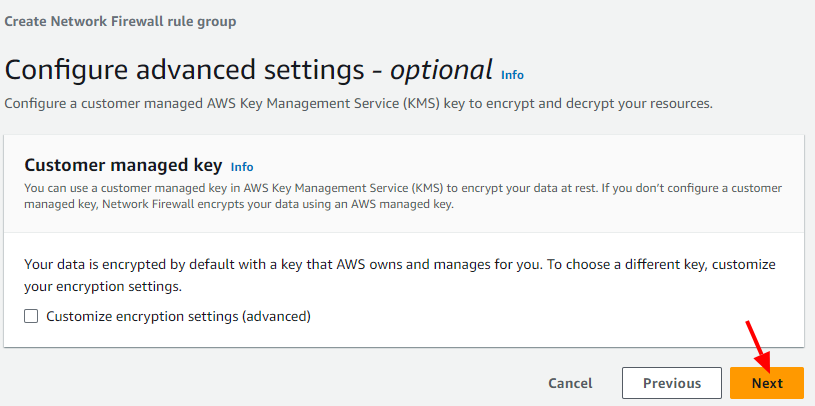 Create Network Firewall rule group
Configure advanced settings - optional Info
Configure a customer managed AWS Key Management Service (KMS) key to encrypt and decrypt your resources.
Customer managed key Info
You can use a customer managed key in AWS Key Management Service (KMS) to encrypt your data at rest. If you don't configure a customer
managed key, Network Firewall encrypts your data using an AWS managed key.
Your data is encrypted by default with a key that AWS owns and manages for you. To choose a different key, customize
your encryption settings.
Customize encryption settings (advanced)
Cancel Previous Next